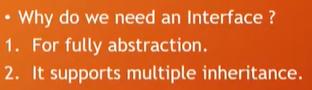 • Why do we need an Interface ?
1. For fully abstraction.
2. It supports multiple inheritance.